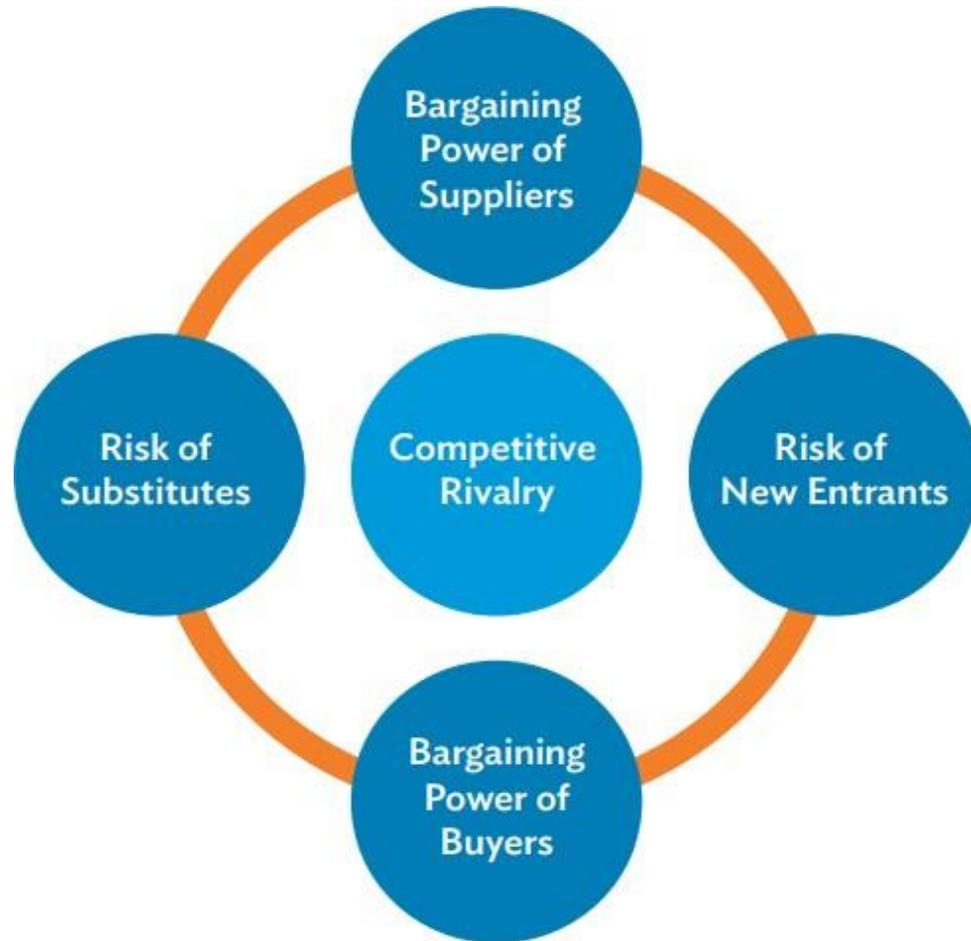 Bargaining
Power of
Suppliers
Risk of
Substitutes
Competitive
Rivalry
Risk of
New Entrants
Bargaining
Power of
Buyers